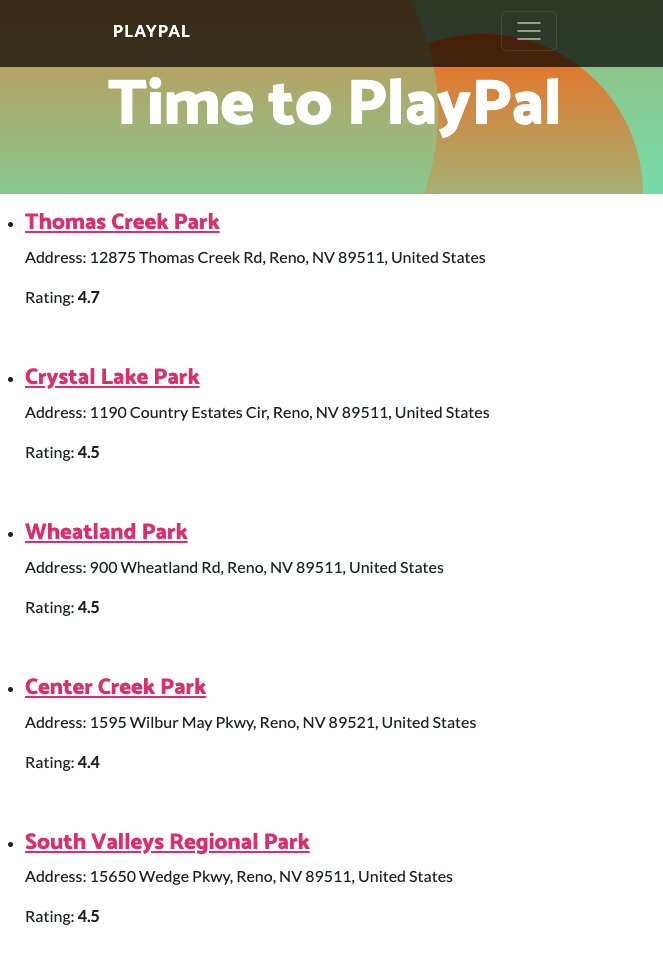 PLAYPAL
Time to PlayPal
Thomas Creek Park
Address: 12875 Thomas Creek Rd, Reno, NV 89511, United States
Rating: 4.7
Crystal Lake Park
Address: 1190 Country Estates Cir, Reno, NV 89511, United States
Rating: 4.5
Wheatland Park
Address: 900 Wheatland Rd, Reno, NV 89511, United States
Rating: 4.5
Center Creek Park
Address: 1595 Wilbur May Pkwy, Reno, NV 89521, United States
Rating: 4.4
South Valleys Regional Park
Address: 15650 Wedge Pkwy, Reno, NV 89511, United States
Rating: 4.5